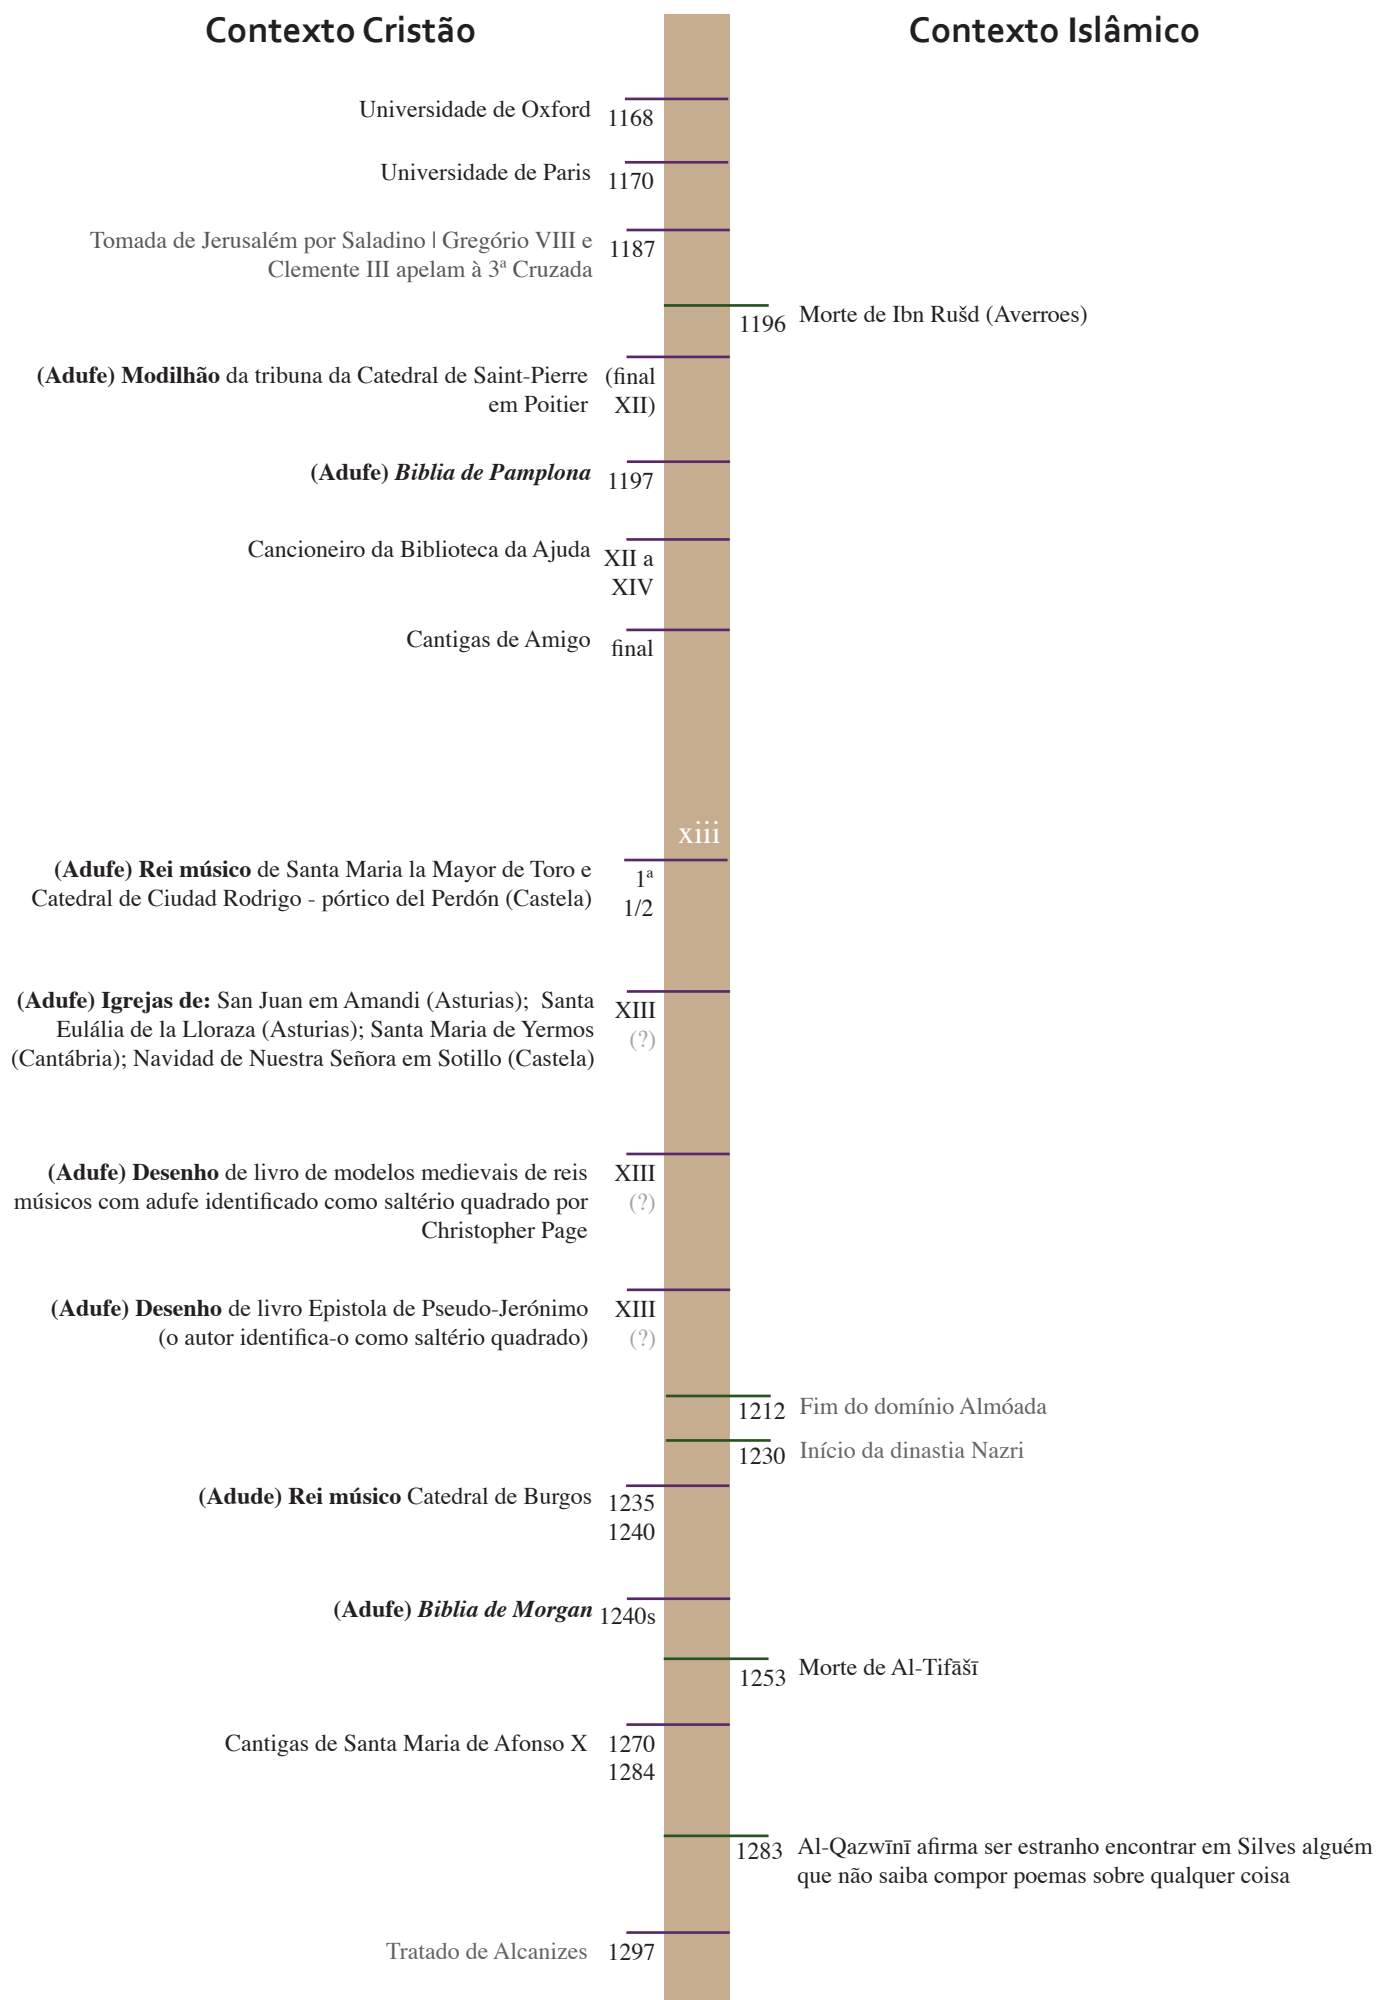 Contexto Cristão
Contexto Islâmico
Universidade de Oxford 1168
Universidade de Paris 1170
Tomada de Jerusalém por Saladino | Gregório VIII e 1187
Clemente III apelam à 3ª Cruzada
1196 Morte de Ibn Rušd (Averroes)
(Adufe) Modilhão da tribuna da Catedral de Saint-Pierre (final
em Poitier XII)
(Adufe) Biblia de Pamplona 1197
Cancioneiro da Biblioteca da Ajuda XII a
XIV
Cantigas de Amigo final
xiii
(Adufe) Rei músico de Santa Maria la Mayor de Toro e 1ª
Catedral de Ciudad Rodrigo - pórtico del Perdón (Castela) 1/2
(Adufe) Igrejas de: San Juan em Amandi (Asturias); Santa XIII
Eulália de la Lloraza (Asturias); Santa Maria de Yermos (?)
(Cantábria); Navidad de Nuestra Señora em Sotillo (Castela)
(Adufe) Desenho de livro de modelos medievais de reis XIII
músicos com adufe identificado como saltério quadrado por (?)
Christopher Page
(Adufe) Desenho de livro Epistola de Pseudo-Jerónimo XIII
(o autor identifica-o como saltério quadrado) (?)
1212 Fim do domínio Almóada
1230 Início da dinastia Nazri
(Adude) Rei músico Catedral de Burgos 1235
1240
(Adufe) Biblia de Morgan 1240s
1253 Morte de Al-Tifāšī
Cantigas de Santa Maria de Afonso X 1270
1284
1283 Al-Qazwīnī afirma ser estranho encontrar em Silves alguém
que não saiba compor poemas sobre qualquer coisa
Tratado de Alcanizes 1297